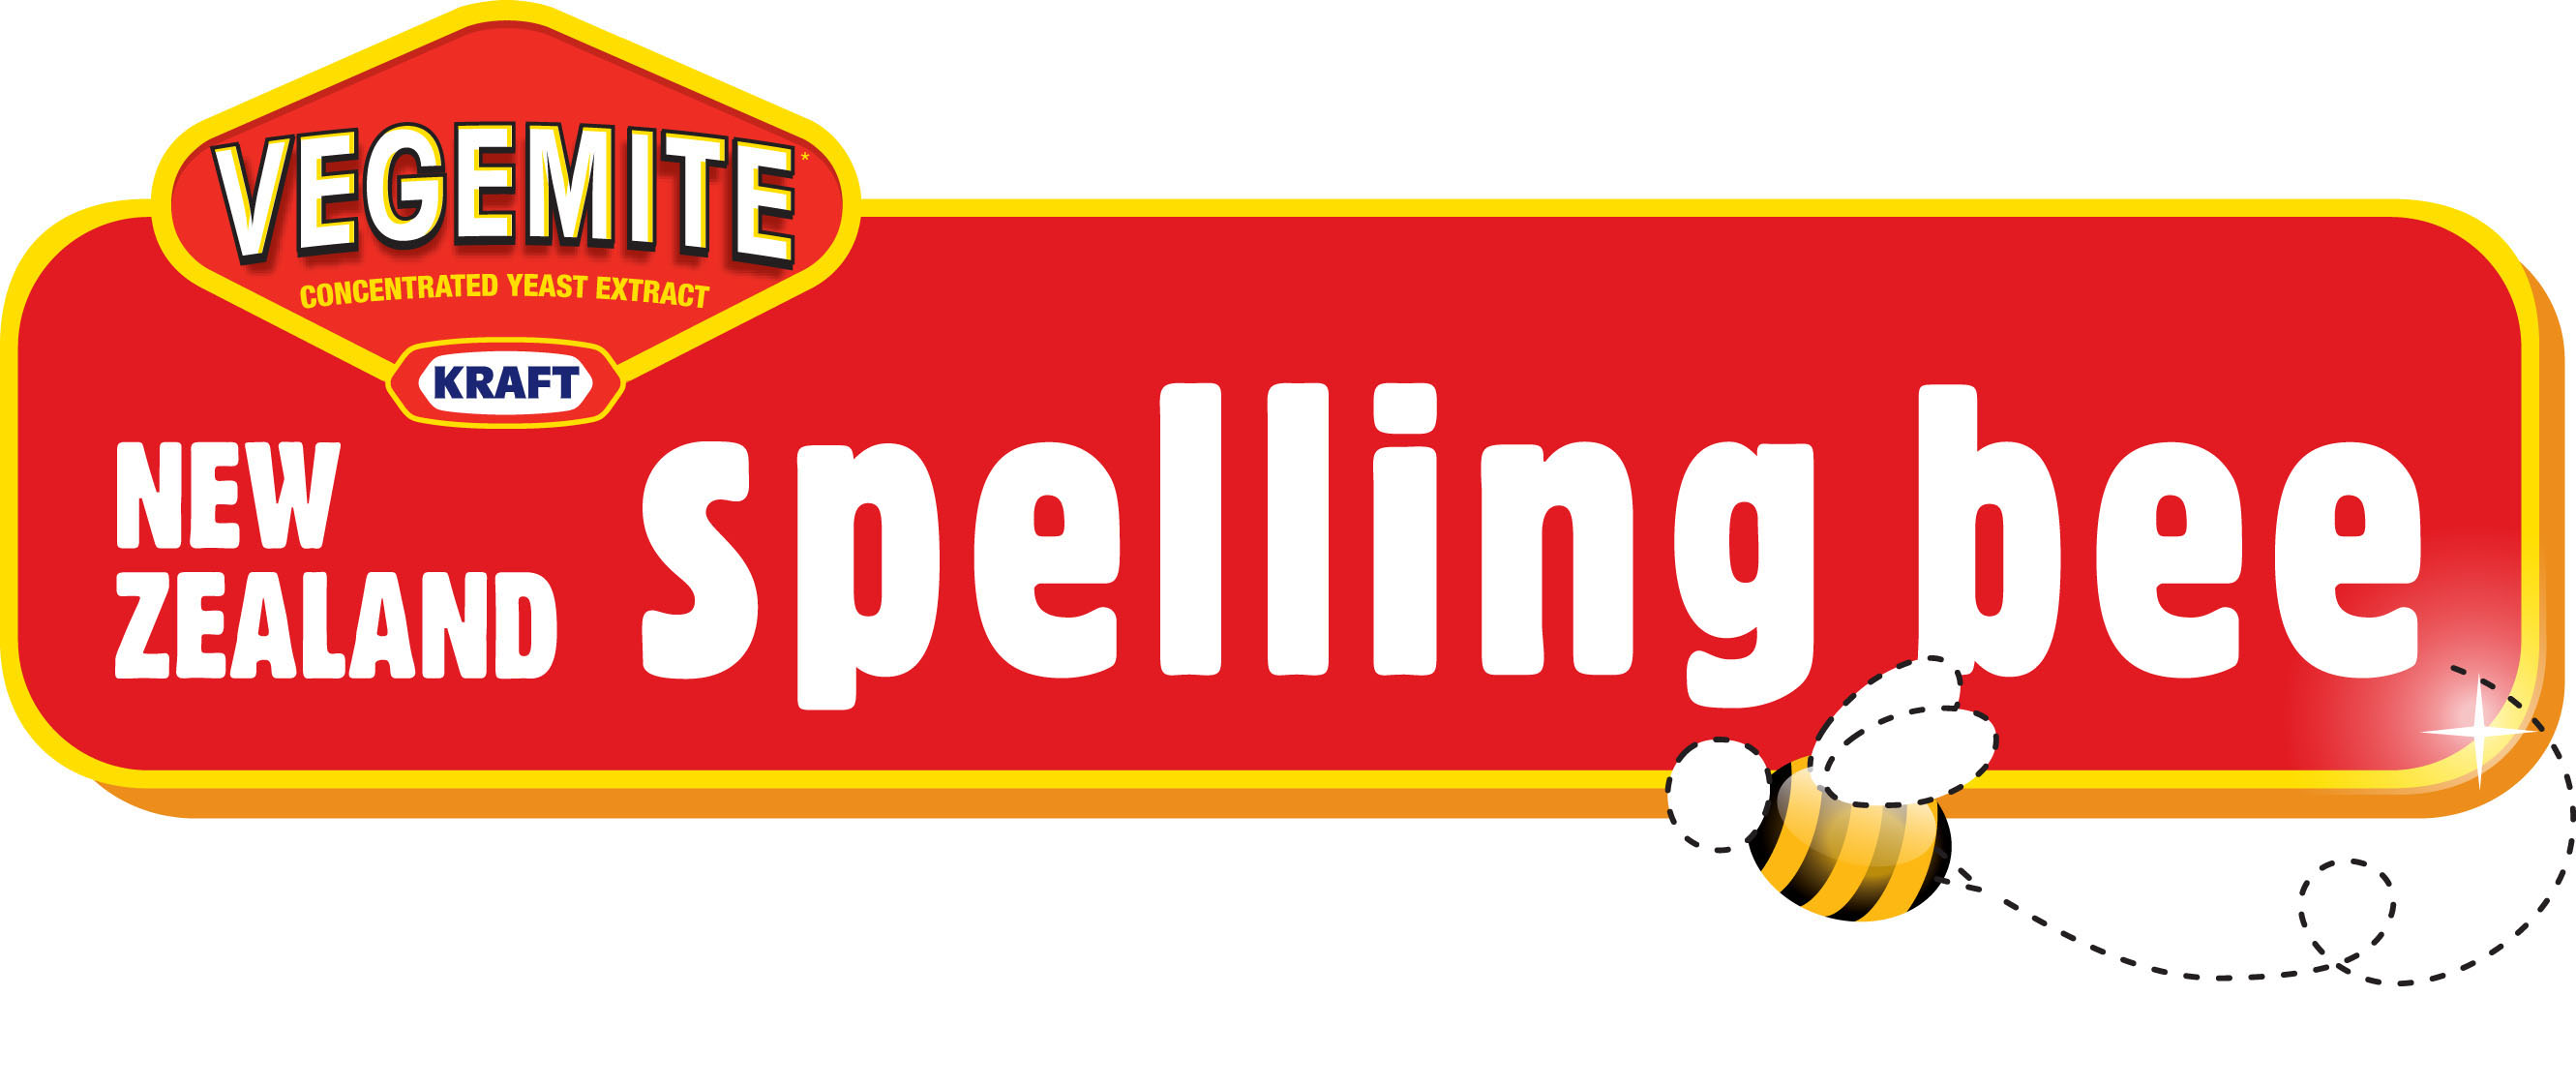 VEGEMITE*
CONCENTRATED YEAST EXTRACT
KRAFT
NEW
ZEALAND
spelling bee